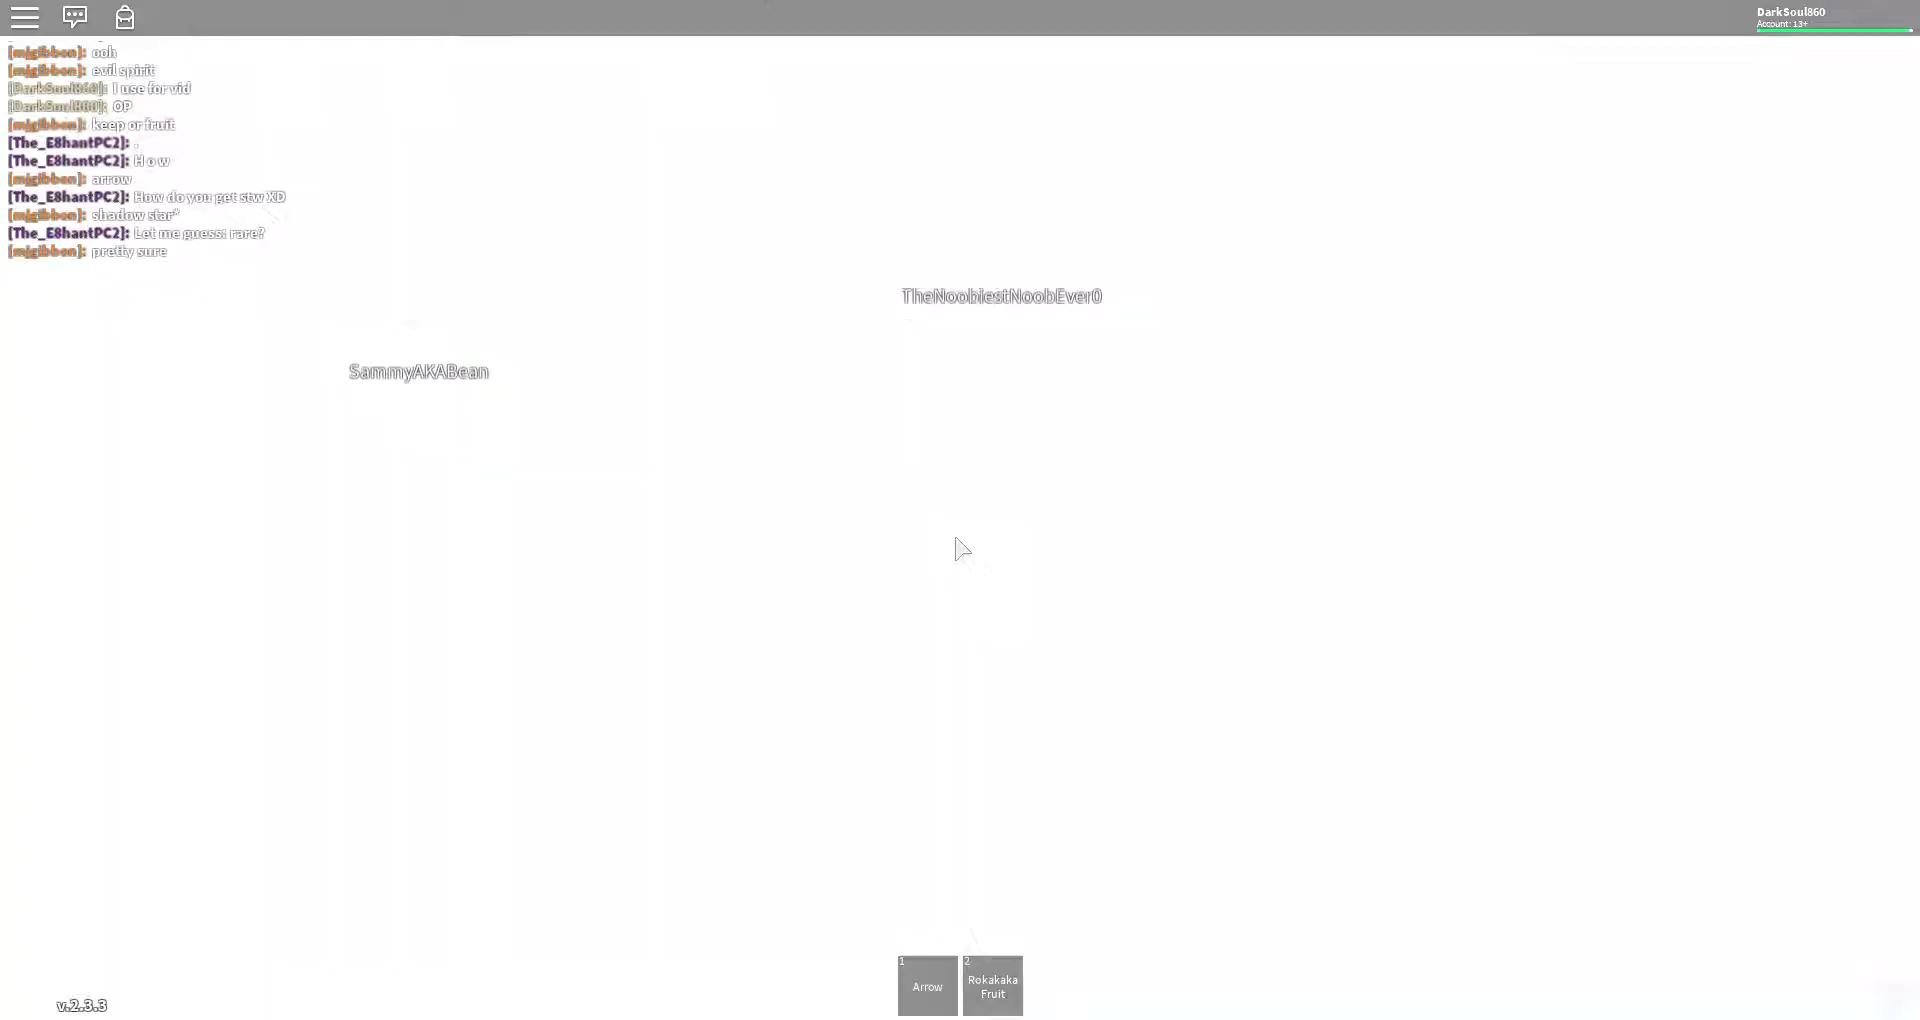 DarkSoul860
Account: 13+
[mjgibbon]: ooh
[mjgibbon]: evil spirit
[DarkSoul860]: I use for vid
[DarkSoul860]: OP
[mjgibbon]: keep or fruit
[The_E8hantPC2]: .
[The_E8hantPC2]: H o w
[mjgibbon]: arrow
[The_E8hantPC2]: How do you get stw XD
[mjgibbon]: shadow star*
[The_E8hantPC2]: Let me guess: rare?
[mjgibbon]: pretty sure
TheNoobiestNoobEver0
SammyAKABean
1
Arrow
2
Rokakaka
Fruit
v.2.3.3